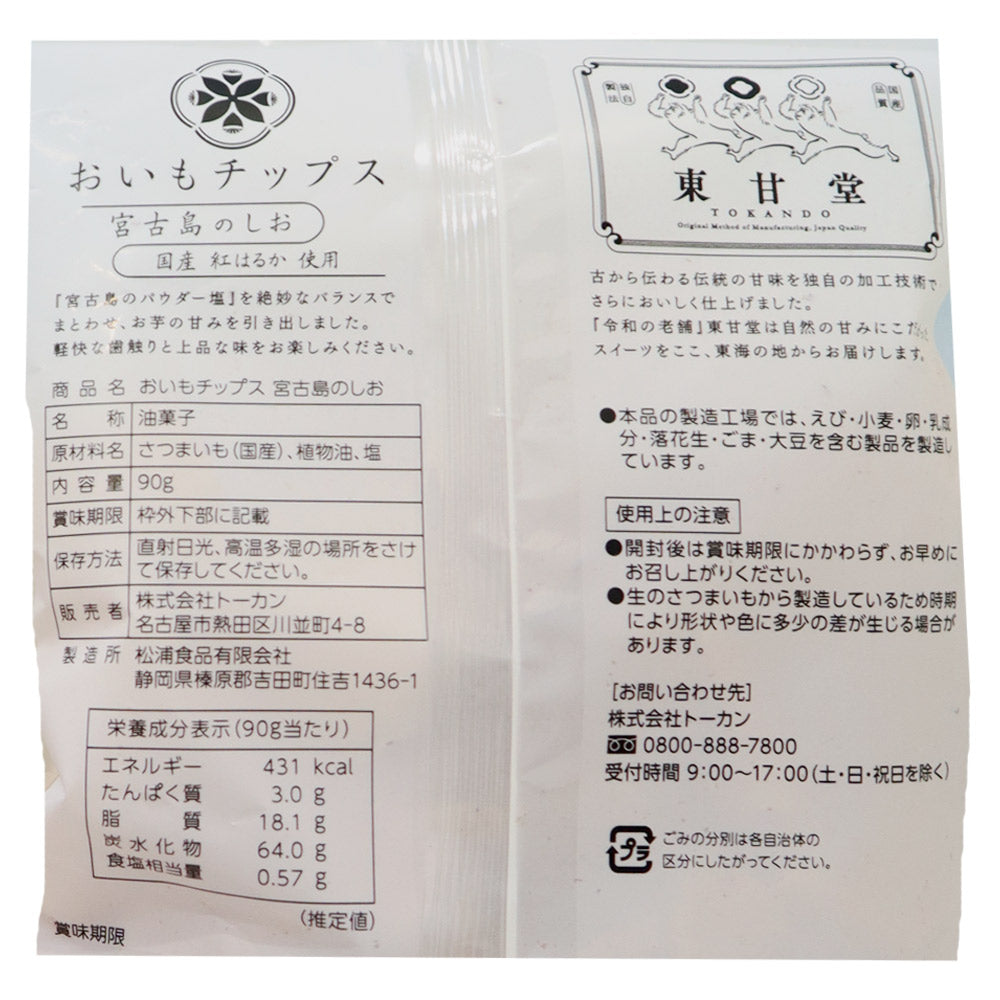 おいもチップス
宮古島のしお
国産 紅はるか 使用
『宮古島のパウダー塩』を絶妙なバランスで
まとわせ、お芋の甘みを引き出しました。
軽快な歯触りと上品な味をお楽しみください。
商品名 おいもチップス 宮古島のしお
名称 油菓子
原材料名 さつまいも(国産)、植物油、塩
内容量 90g
賞味期限 枠外下部に記載
保存方法 直射日光、高温多湿の場所をさけ
て保存してください。
販売者 株式会社トーカン
名古屋市熱田区川並町4-8
製造所 松浦食品有限会社
静岡県榛原郡吉田町住吉1436-1
栄養成分表示(90g当たり)
エネルギー 431 kcal
たんぱく質 3.0 g
脂質 18.1 g
炭水化物 64.0 g
食塩相当量 0.57 g
(推定値)
賞味期限
独自
製法
国産
品質
東甘堂
TOKANDO
Original Method of Manufacturing, Japan Quality
古から伝わる伝統の甘味を独自の加工技術で
さらにおいしく仕上げました。
『令和の老舗』東甘堂は自然の甘みにこだ
スイーツをここ、東海の地からお届けします。
●本品の製造工場では、えび・小麦・卵・乳成
分・落花生・ごま・大豆を含む製品を製造し
ています。
使用上の注意
●開封後は賞味期限にかかわらず、お早めに
お召し上がりください。
●生のさつまいもから製造しているため時期
により形状や色に多少の差が生じる場合が
あります。
[お問い合わせ先]
株式会社トーカン
0800-888-7800
受付時間 9:00～17:00(土・日・祝日を除く)
プラ
ごみの分別は各自治体の
区分にしたがってください。